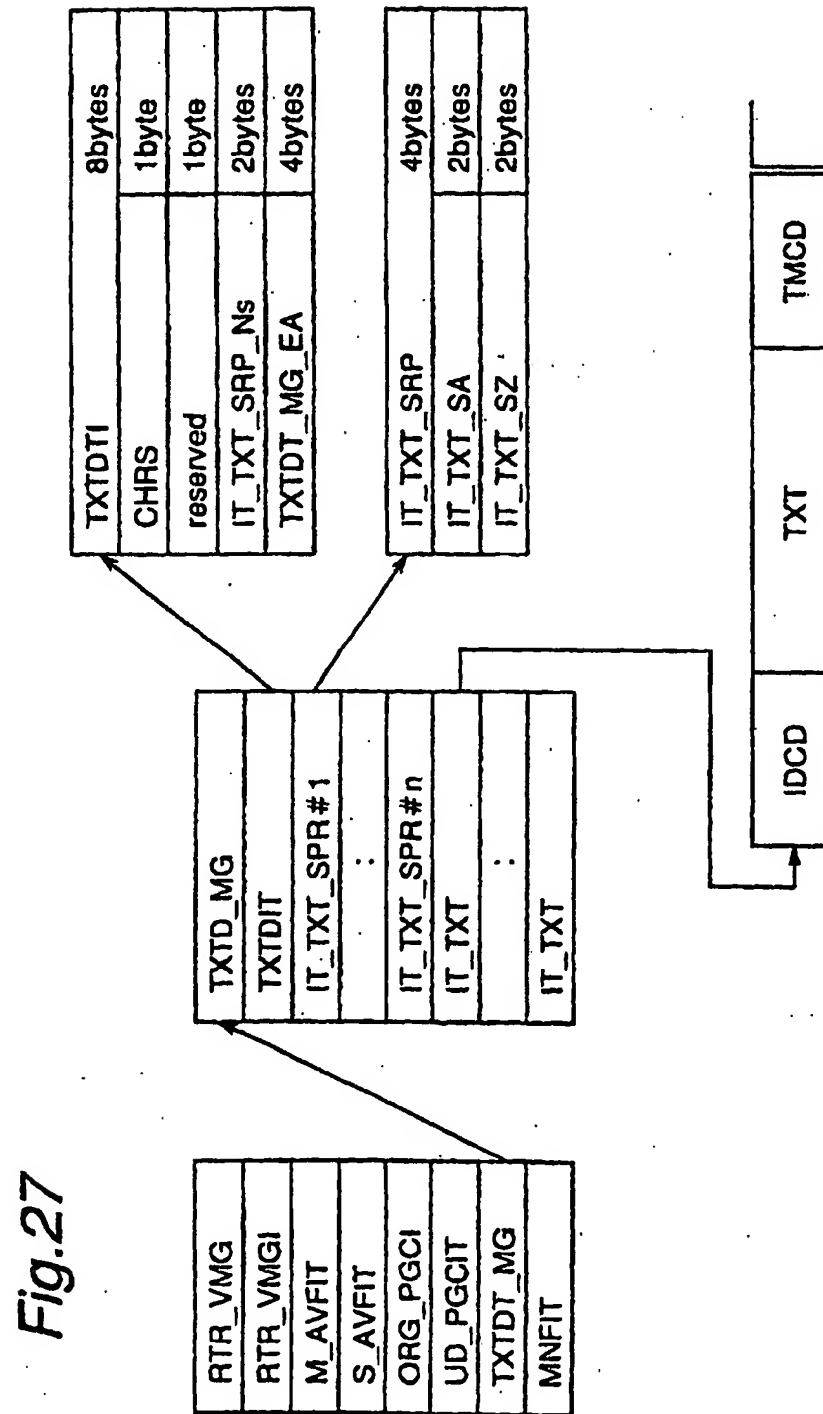 Fig.27
RTR_VMG
RTR_VMGI
M_AVFIT
S_AVFIT
ORG_PGCI
UD_PGCIT
TXTDT_MG
MNFIT
TXTD_MG
TXTDIT
IT_TXT_SPR#1
:
IT_TXT_SPR#n
IT_TXT
:
IT_TXT
TXTDTI 8bytes
CHRS 1byte
reserved 1byte
IT_TXT_SRP_Ns 2bytes
TXTDT_MG_EA 4bytes
IT_TXT_SRP 4bytes
IT_TXT_SA 2bytes
IT_TXT_SZ 2bytes
IDCD TXT TMCD